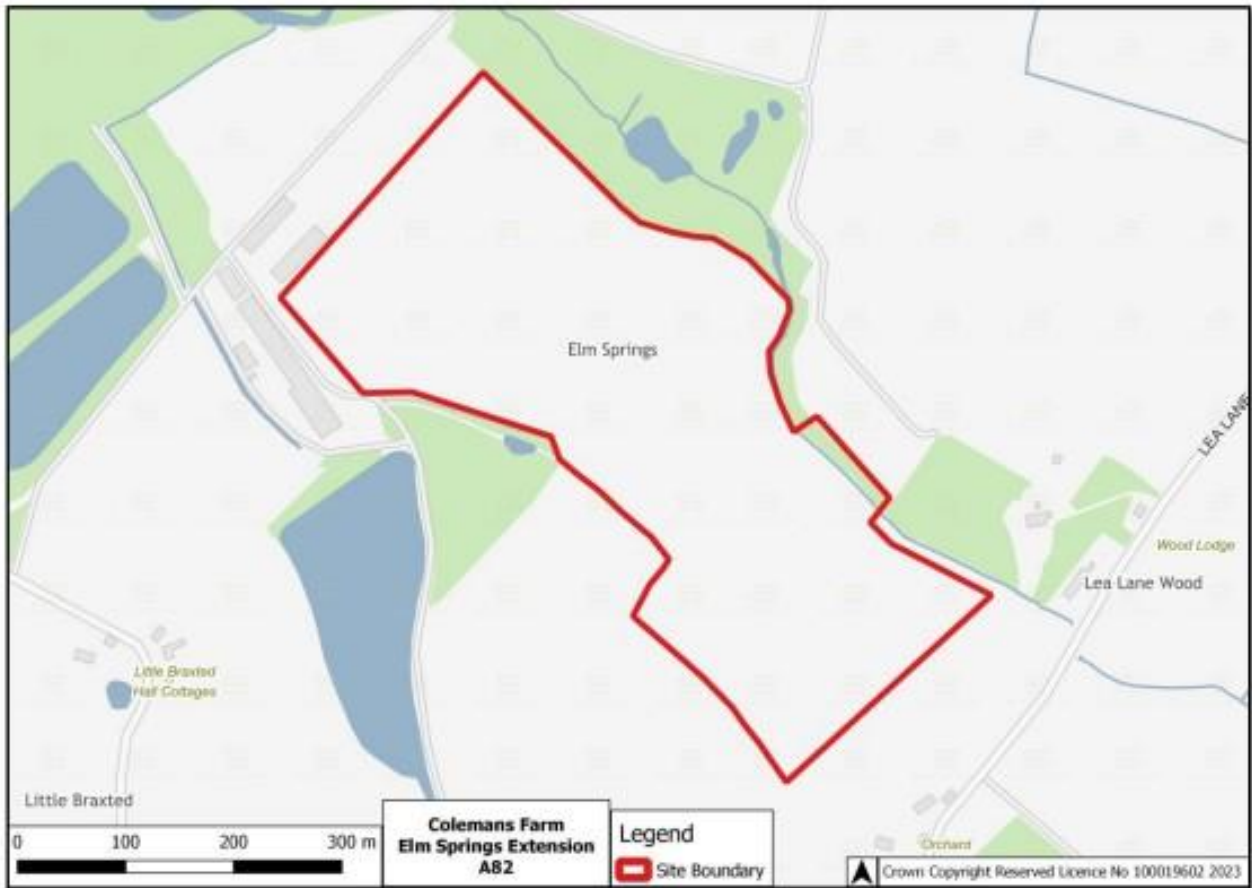 Elm Springs
LEA LANE
Wood Lodge
Lea Lane Wood
Little Braxted
Hall Cottages
Little Braxted
0 100 200 300 m
Colemans Farm
Elm Springs Extension
A82
Legend
Site Boundary
Orchard
Crown Copyright Reserved Licence No 100019602 2023